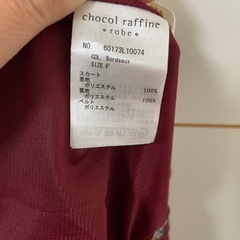 chocol raffine
• robe •
NO. 60173L10074
COL. Bordeaux
SIZE F
スカート
表地
ポリエステル 100%
裏地
ポリエステル 100%
ベルト
ポリエステル 100%